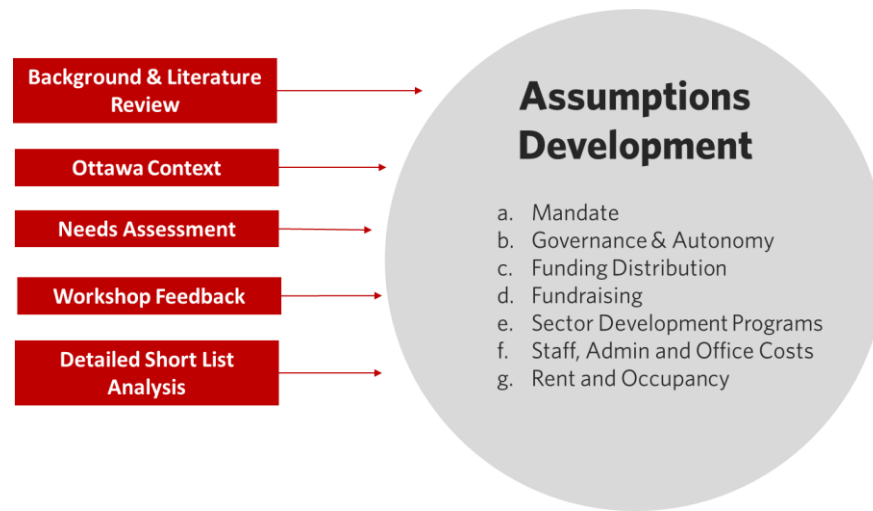 Background & Literature
Review
Ottawa Context
Needs Assessment
Workshop Feedback
Detailed Short List
Analysis
Assumptions
Development
a. Mandate
b. Governance & Autonomy
c. Funding Distribution
d. Fundraising
e. Sector Development Programs
f. Staff, Admin and Office Costs
g. Rent and Occupancy